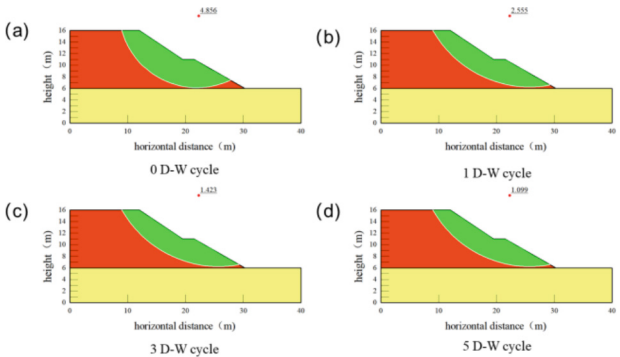 4.856
(a)
16
14
12
10
8
6
4
2
0
height (m)
0 10 20 30 40
horizontal distance (m)
0 D-W cycle
2.555
(b)
16
14
12
10
8
6
4
2
0
height (m)
0 10 20 30 40
horizontal distance (m)
1 D-W cycle
1.423
(c)
16
14
12
10
8
6
4
2
0
height (m)
0 10 20 30 40
horizontal distance (m)
3 D-W cycle
1.099
(d)
16
14
12
10
8
6
4
2
0
height (m)
0 10 20 30 40
horizontal distance (m)
5 D-W cycle